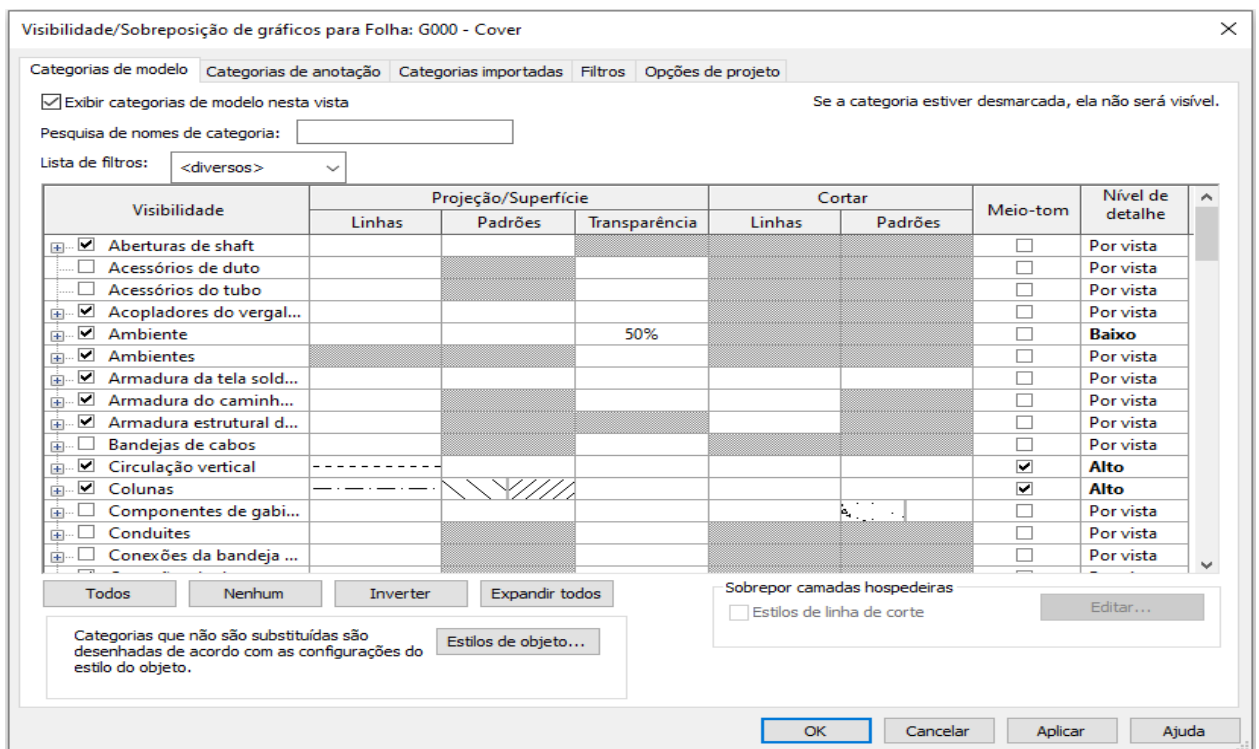 Visibilidade/Sobreposição de gráficos para Folha: G000 - Cover
Categorias de modelo Categorias de anotação Categorias importadas Filtros Opções de projeto
Exibir categorias de modelo nesta vista Se a categoria estiver desmarcada, ela não será visível.
Pesquisa de nomes de categoria:
Lista de filtros: <diversos>
Visibilidade Projeção/Superfície Cortar Meio-tom Nível de detalhe
Linhas Padrões Transparência Linhas Padrões
Aberturas de shaft Por vista
Acessórios de duto Por vista
Acessórios do tubo Por vista
Acopladores do vergal... Por vista
Ambiente 50% Baixo
Ambientes Por vista
Armadura da tela sold... Por vista
Armadura do caminh... Por vista
Armadura estrutural d... Por vista
Bandejas de cabos Por vista
Circulação vertical Alto
Colunas Alto
Componentes de gabi... Por vista
Conduites Por vista
Conexões da bandeja ... Por vista
Todos Nenhum Inverter Expandir todos
Sobrepor camadas hospedeiras
Estilos de linha de corte Editar...
Categorias que não são substituídas são
desenhadas de acordo com as configurações do
estilo do objeto.
Estilos de objeto...
OK Cancelar Aplicar Ajuda